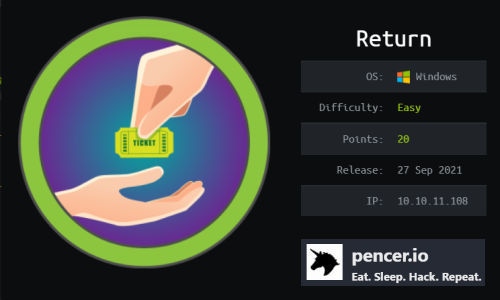 TICKET
Return
OS: Windows
Difficulty: Easy
Points: 20
Release: 27 Sep 2021
IP: 10.10.11.108
pencer.io
Eat. Sleep. Hack. Repeat.